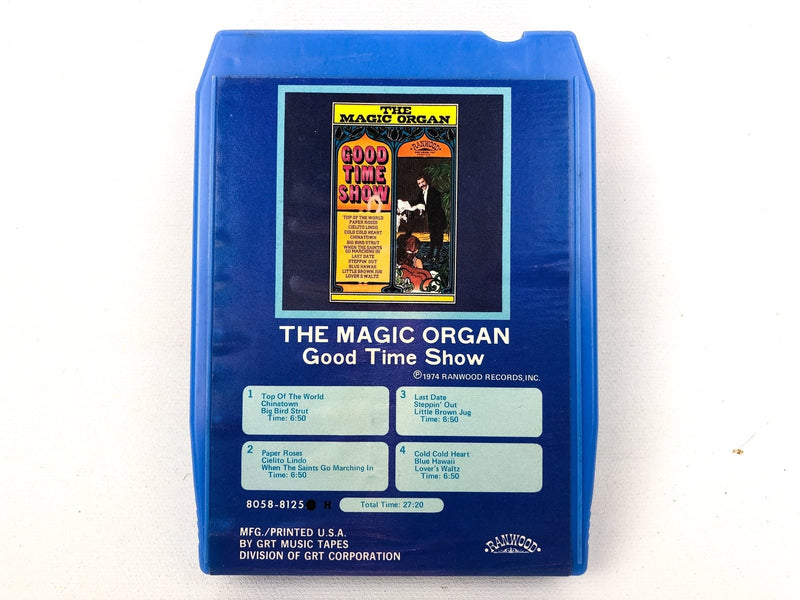 THE
MAGIC ORGAN
GOOD
TIME
SHOW
RANWOOD
TOP OF THE WORLD
PAPER ROSES
CIELITO LINDO
COLD COLD HEART
CHINATOWN
BIG BIRD STRUT
WHEN THE SAINTS
GO MARCHING IN
LAST DATE
STEPPIN' OUT
BLUE HAWAII
LITTLE BROWN JUG
LOVER'S WALTZ
THE MAGIC ORGAN
Good Time Show
Ⓟ1974 RANWOOD RECORDS,INC.
1 Top Of The World
Chinatown
Big Bird Strut
Time: 6:50
2 Paper Roses
Cielito Lindo
When The Saints Go Marching In
Time: 6:50
3 Last Date
Steppin' Out
Little Brown Jug
Time: 6:50
4 Cold Cold Heart
Blue Hawaii
Lover's Waltz
Time: 6:50
8058-8125 H
Total Time: 27:20
MFG./PRINTED U.S.A.
BY GRT MUSIC TAPES
DIVISION OF GRT CORPORATION
RANWOOD